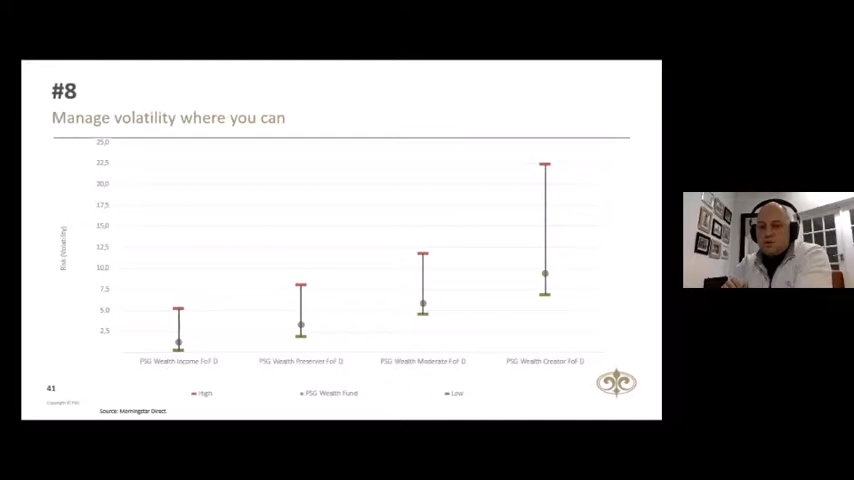 #8
Manage volatility where you can
25,0
22,5
20,0
17,5
15,0
12,5
10,0
7,5
5,0
2,5
Risk (Volatility)
PSG Wealth Income FoF D
PSG Wealth Preserver FoF D
PSG Wealth Moderate FoF D
PSG Wealth Creator FoF D
High
PSG Wealth Fund
Low
41
Copyright © PSG
Source: Morningstar Direct.